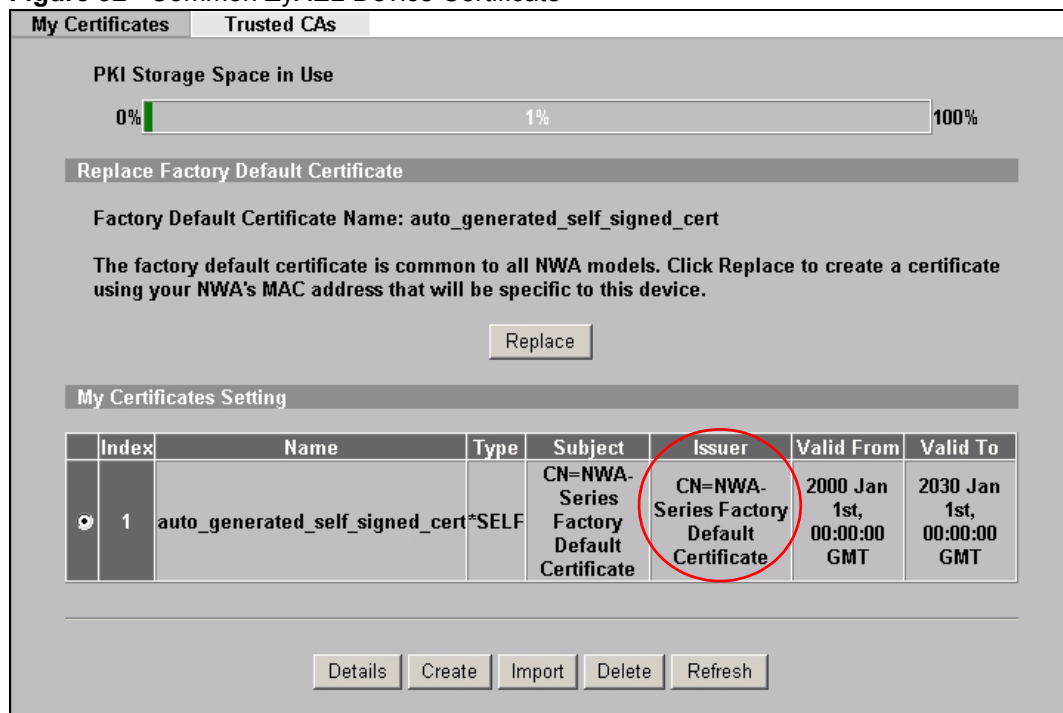 My Certificates Trusted CAs
PKI Storage Space in Use
0% 1% 100%
Replace Factory Default Certificate
Factory Default Certificate Name: auto_generated_self_signed_cert
The factory default certificate is common to all NWA models. Click Replace to create a certificate
using your NWA's MAC address that will be specific to this device.
Replace
My Certificates Setting
Index Name Type Subject Issuer Valid From Valid To
1 auto_generated_self_signed_cert *SELF
CN=NWA-
Series
Factory
Default
Certificate
CN=NWA-
Series Factory
Default
Certificate
2000 Jan
1st,
00:00:00
GMT
2030 Jan
1st,
00:00:00
GMT
Details Create Import Delete Refresh